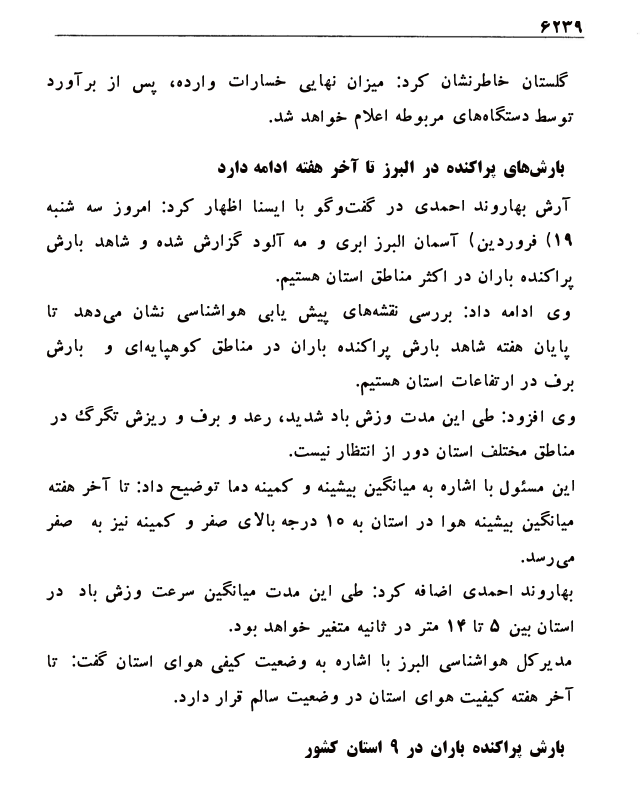 ۶۲۳۹
گلستان خاطرنشان کرد: میزان نهایی خسارات وارده، پس از برآورد
توسط دستگاه‌های مربوطه اعلام خواهد شد.
بارش‌های پراکنده در البرز تا آخر هفته ادامه دارد
آرش بهاروند احمدی در گفت‌وگو با ایسنا اظهار کرد: امروز سه شنبه
۱۹) فروردین) آسمان البرز ابری و مه آلود گزارش شده و شاهد بارش
پراکنده باران در اکثر مناطق استان هستیم.
وی ادامه داد: بررسی نقشه‌های پیش یابی هواشناسی نشان می‌دهد تا
پایان هفته شاهد بارش پراکنده باران در مناطق کوهپایه‌ای و بارش
برف در ارتفاعات استان هستیم.
وی افزود: طی این مدت وزش باد شدید، رعد و برف و ریزش تگرگ در
مناطق مختلف استان دور از انتظار نیست.
این مسئول با اشاره به میانگین بیشینه و کمینه دما توضیح داد: تا آخر هفته
میانگین بیشینه هوا در استان به ۱۰ درجه بالای صفر و کمینه نیز به صفر
می‌رسد.
بهاروند احمدی اضافه کرد: طی این مدت میانگین سرعت وزش باد در
استان بین ۵ تا ۱۴ متر در ثانیه متغیر خواهد بود.
مدیرکل هواشناسی البرز با اشاره به وضعیت کیفی هوای استان گفت: تا
آخر هفته کیفیت هوای استان در وضعیت سالم قرار دارد.
بارش پراکنده باران در ۹ استان کشور